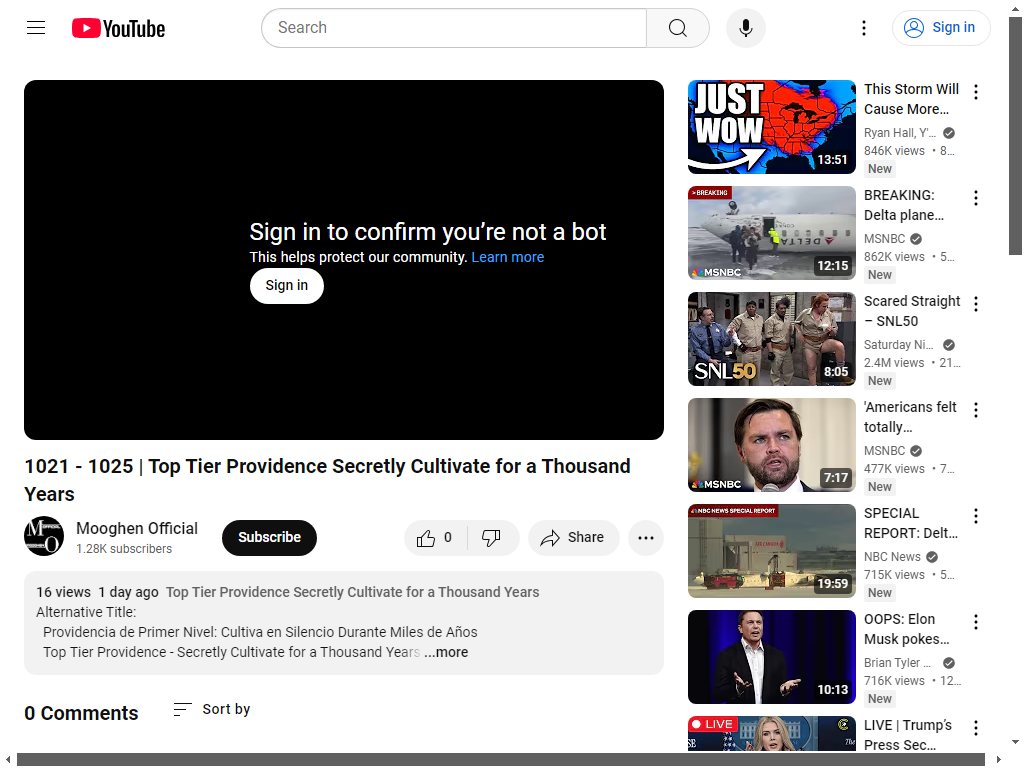 YouTube
Search
Sign in
Sign in to confirm you're not a bot
This helps protect our community. Learn more
Sign in
1021 - 1025 | Top Tier Providence Secretly Cultivate for a Thousand
Years
Mooghen Official
1.28K subscribers
Subscribe
0
Share
16 views 1 day ago Top Tier Providence Secretly Cultivate for a Thousand Years
Alternative Title:
Providencia de Primer Nivel: Cultiva en Silencio Durante Miles de Años
Top Tier Providence - Secretly Cultivate for a Thousand Years ...more
0 Comments
Sort by
JUST
WOW
13:51
This Storm Will
Cause More...
Ryan Hall, Y'...
846K views • 8...
New
>BREAKING
DELTA
MSNBC
12:15
BREAKING:
Delta plane...
MSNBC
862K views • 5...
New
SNL50
8:05
Scared Straight
– SNL50
Saturday Ni...
2.4M views • 21...
New
MSNBC
7:17
'Americans felt
totally...
MSNBC
477K views • 7...
New
NBC NEWS SPECIAL REPORT
19:59
SPECIAL
REPORT: Delt...
NBC News
715K views • 5...
New
10:13
OOPS: Elon
Musk pokes...
Brian Tyler ...
716K views • 12...
New
LIVE
LIVE | Trump's
Press Sec...